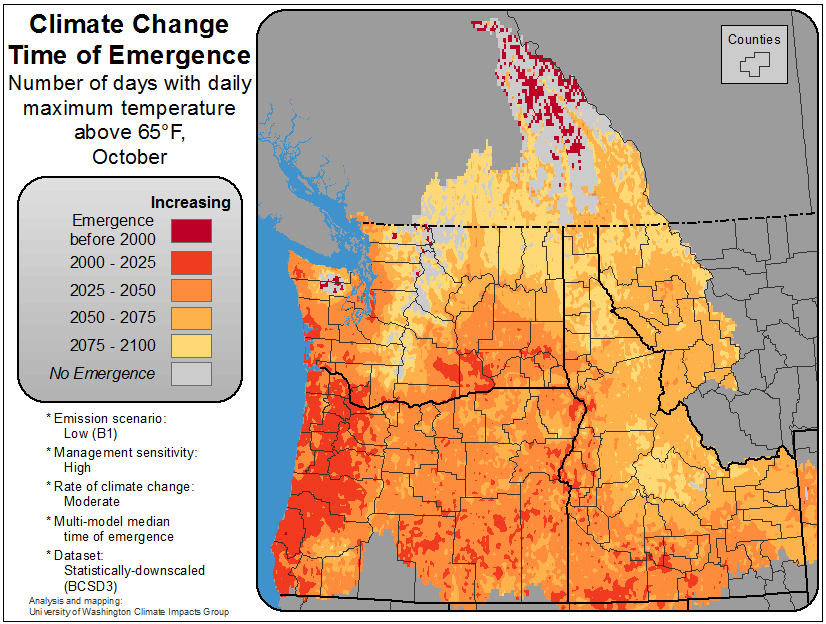 Climate Change
Time of Emergence
Number of days with daily
maximum temperature
above 65°F,
October
Increasing
Emergence
before 2000
2000 - 2025
2025 - 2050
2050 - 2075
2075 - 2100
No Emergence
* Emission scenario:
Low (B1)
* Management sensitivity:
High
* Rate of climate change:
Moderate
* Multi-model median
time of emergence
* Dataset:
Statistically-downscaled
(BCSD3)
Analysis and mapping:
University of Washington Climate Impacts Group
Counties